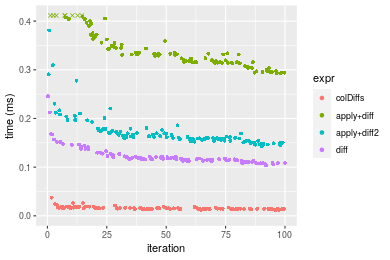 0.4
0.3
0.2
0.1
0.0
time (ms)
0
25
50
75
100
iteration
expr
colDiffs
apply+diff
apply+diff2
diff